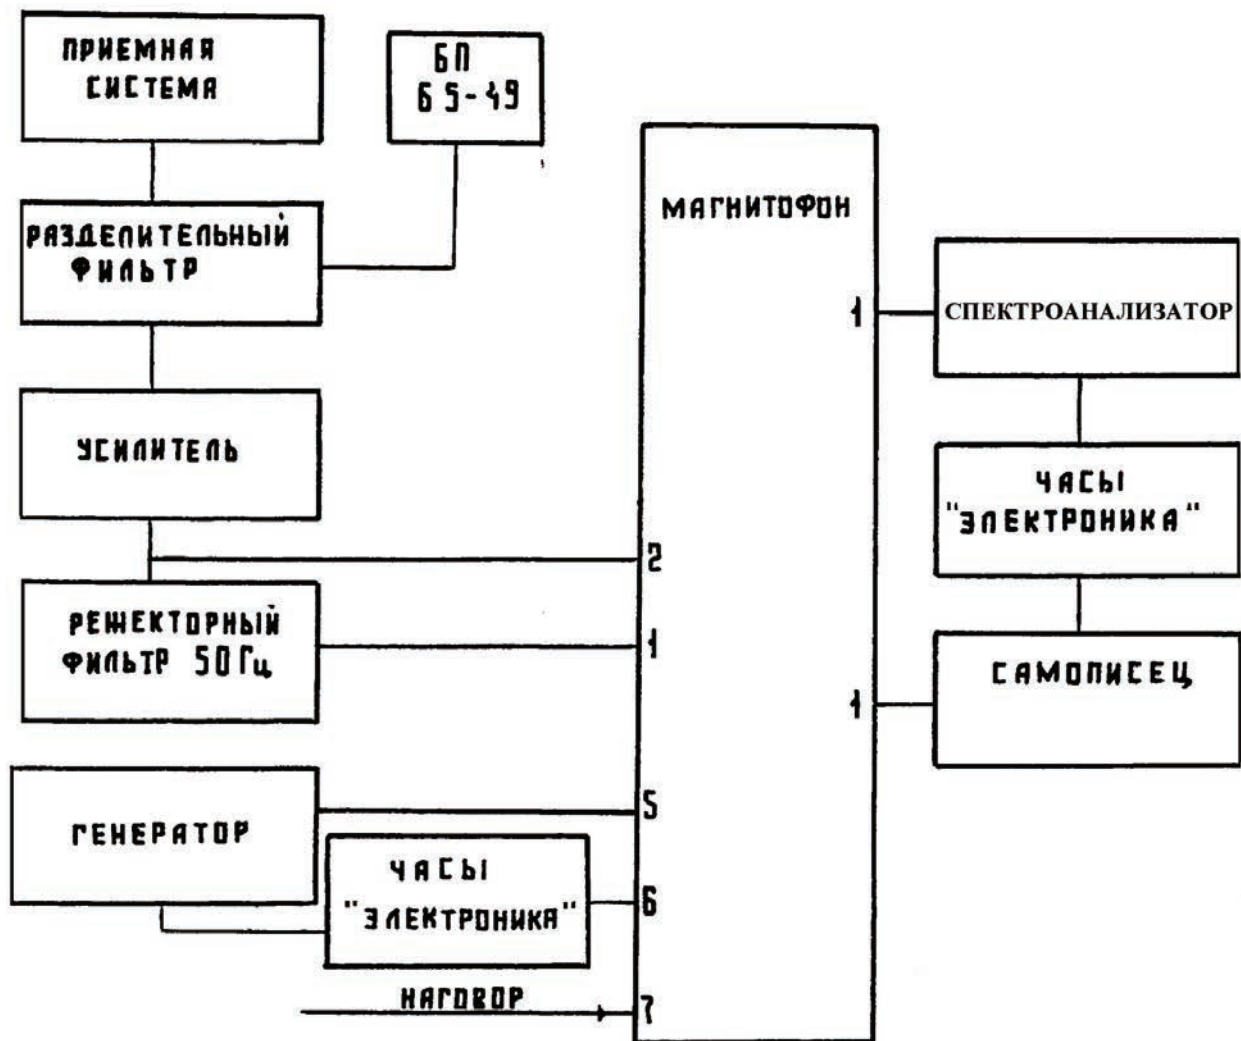 ПРИЕМНАЯ
СИСТЕМА
БП
Б5-49
РАЗДЕЛИТЕЛЬНЫЙ
ФИЛЬТР
УСИЛИТЕЛЬ
РЕЖЕКТОРНЫЙ
ФИЛЬТР 50Гц
ГЕНЕРАТОР
ЧАСЫ
"ЭЛЕКТРОНИКА"
НАГОВОР
МАГНИТОФОН
2
1
5
6
7
1
1
СПЕКТРОАНАЛИЗАТОР
ЧАСЫ
"ЭЛЕКТРОНИКА"
САМОПИСЕЦ